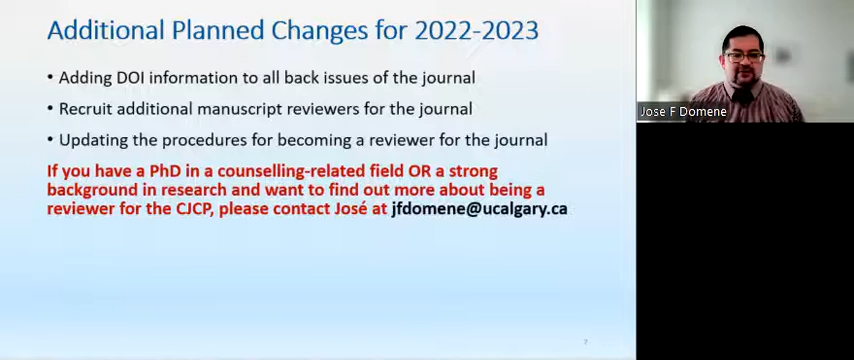 Additional Planned Changes for 2022-2023
• Adding DOI information to all back issues of the journal
• Recruit additional manuscript reviewers for the journal
• Updating the procedures for becoming a reviewer for the journal
If you have a PhD in a counselling-related field OR a strong
background in research and want to find out more about being a
reviewer for the CJCP, please contact José at jfdomene@ucalgary.ca
7
Jose F Domene